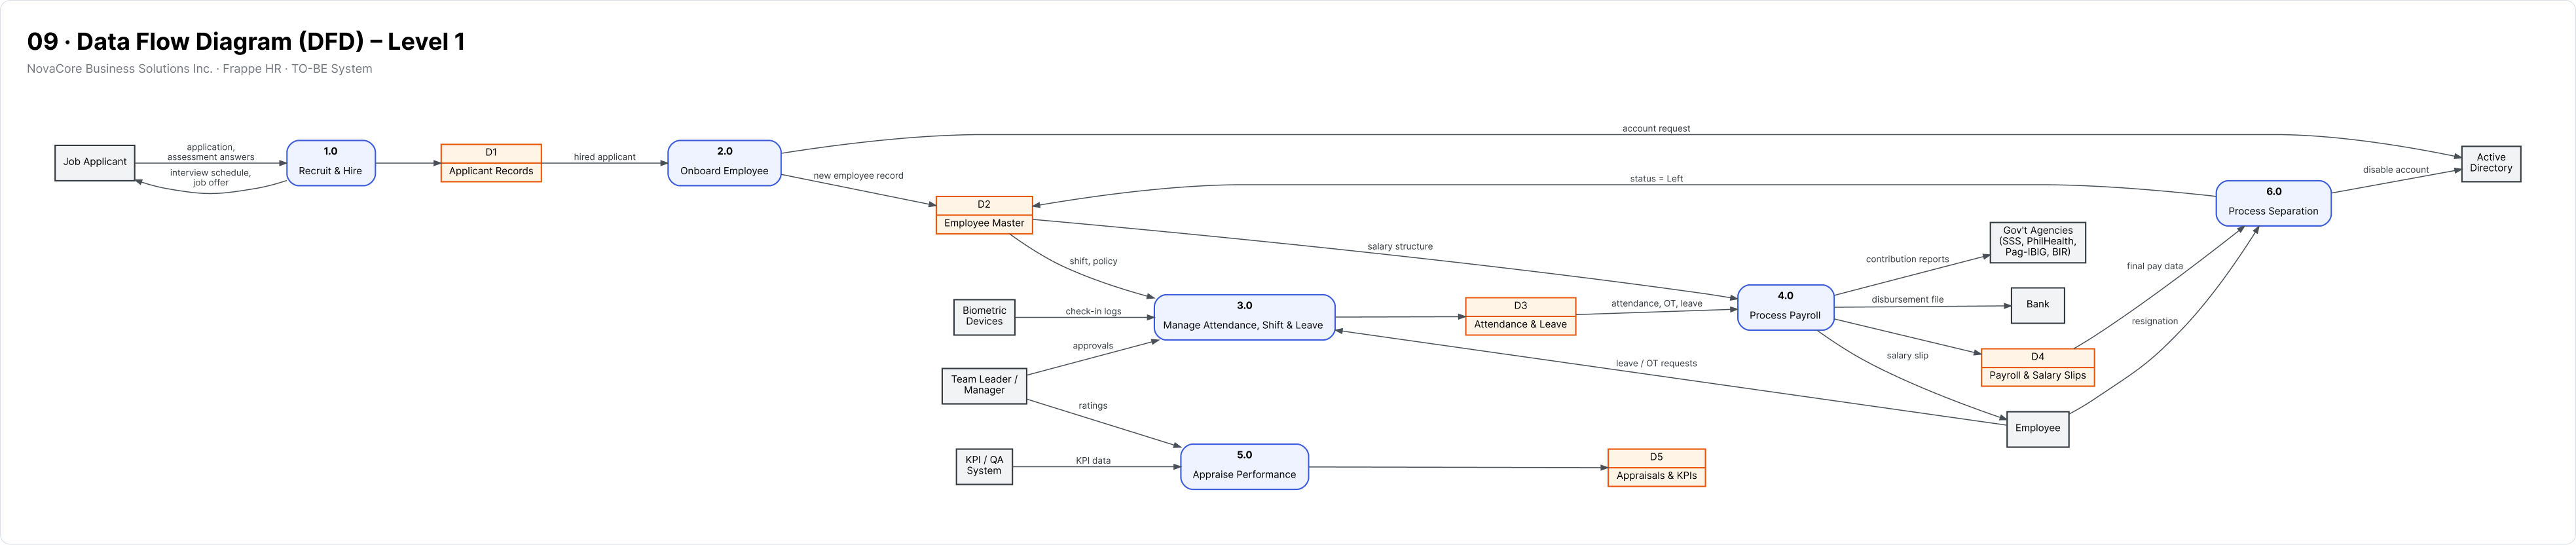 09 · Data Flow Diagram (DFD) – Level 1
NovaCore Business Solutions Inc. · Frappe HR · TO-BE System
Job Applicant
application,
assessment answers
interview schedule,
job offer
1.0
Recruit & Hire
D1
Applicant Records
hired applicant
2.0
Onboard Employee
account request
new employee record
D2
Employee Master
status = Left
salary structure
shift, policy
Biometric
Devices
check-in logs
Team Leader /
Manager
approvals
ratings
KPI / QA
System
KPI data
3.0
Manage Attendance, Shift & Leave
5.0
Appraise Performance
D3
Attendance & Leave
attendance, OT, leave
leave / OT requests
D5
Appraisals & KPIs
4.0
Process Payroll
contribution reports
disbursement file
salary slip
Gov't Agencies
(SSS, PhilHealth,
Pag-IBIG, BIR)
Bank
D4
Payroll & Salary Slips
Employee
final pay data
resignation
6.0
Process Separation
disable account
Active
Directory